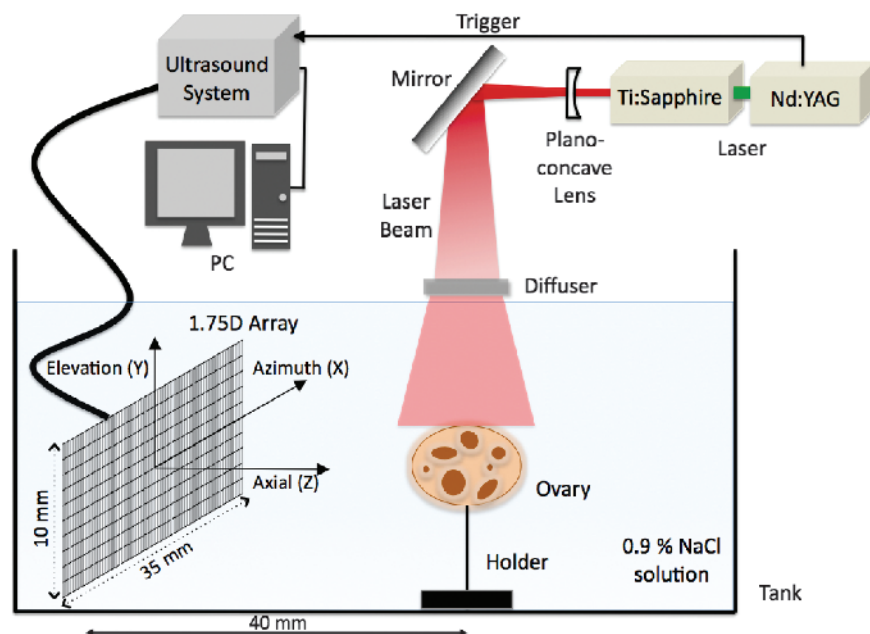 Trigger
Ultrasound
System
Mirror
Ti:Sapphire
Nd:YAG
Plano-
concave
Lens
Laser
Laser
Beam
PC
Diffuser
1.75D Array
Elevation (Y)
Azimuth (X)
Axial (Z)
Ovary
10 mm
35 mm
Holder
0.9 % NaCl
solution
Tank
40 mm